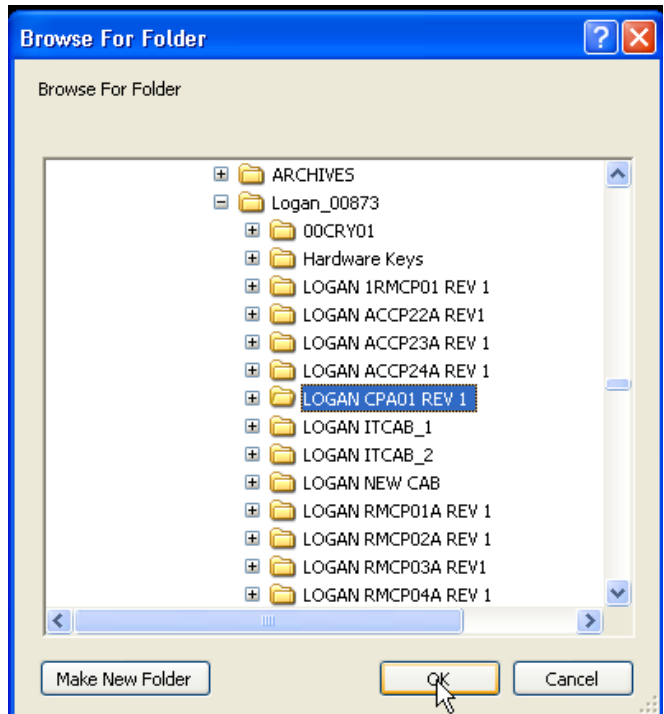 Browse For Folder
Browse For Folder
ARCHIVES
Logan_00873
00CRY01
Hardware Keys
LOGAN 1RMCP01 REV 1
LOGAN ACCP22A REV1
LOGAN ACCP23A REV 1
LOGAN ACCP24A REV 1
LOGAN CPA01 REV 1
LOGAN ITCAB_1
LOGAN ITCAB_2
LOGAN NEW CAB
LOGAN RMCP01A REV 1
LOGAN RMCP02A REV 1
LOGAN RMCP03A REV1
LOGAN RMCP04A REV 1
Make New Folder OK Cancel